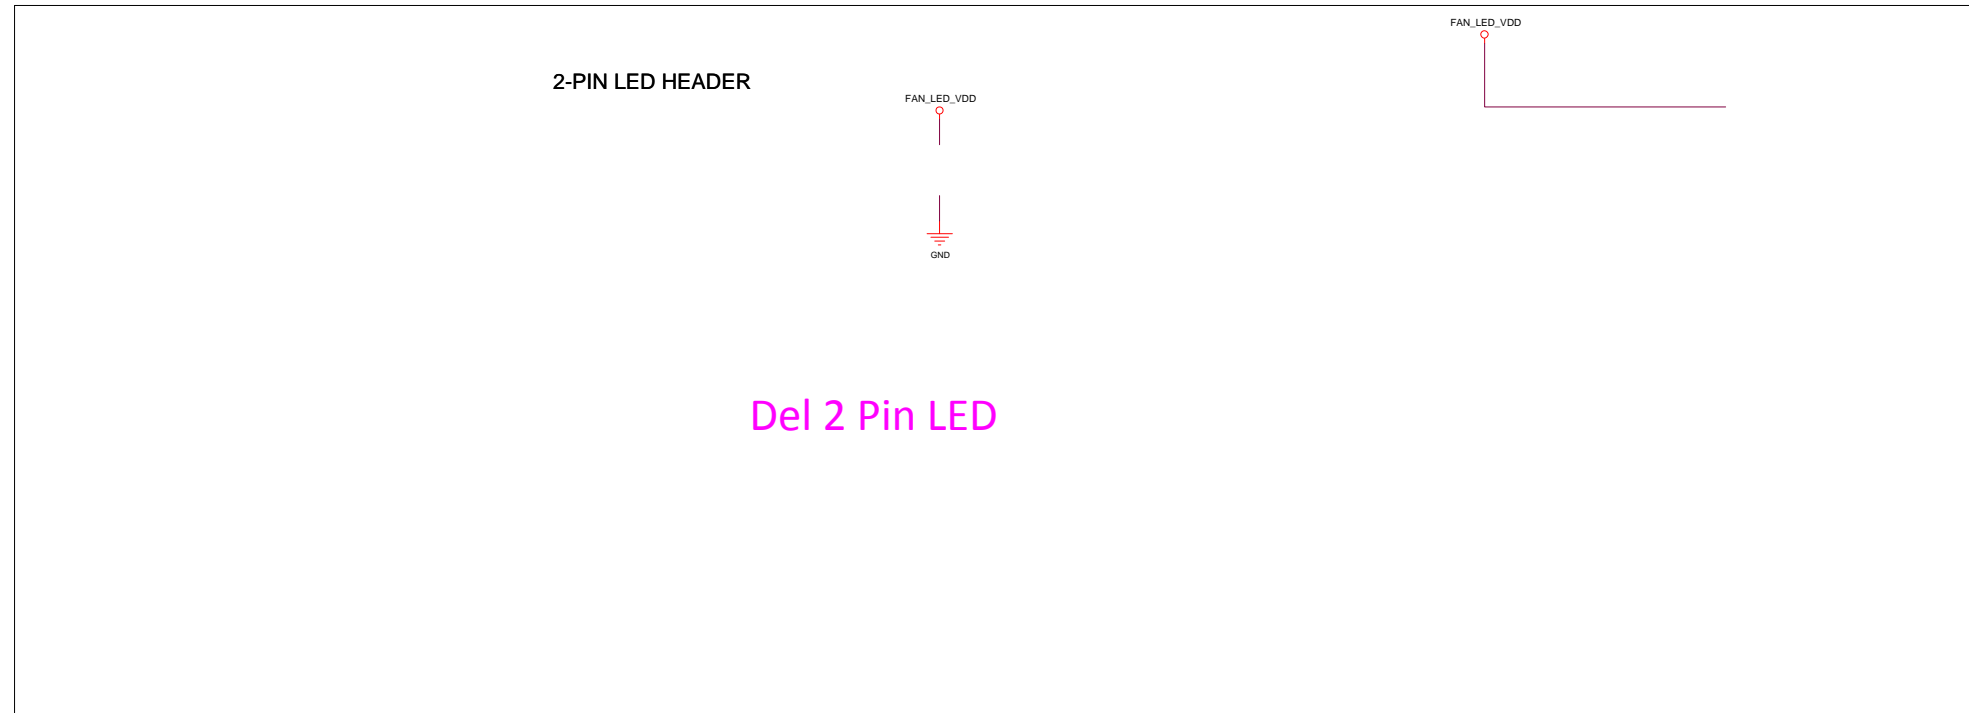 FAN_LED_VDD
2-PIN LED HEADER
FAN_LED_VDD
GND
Del 2 Pin LED